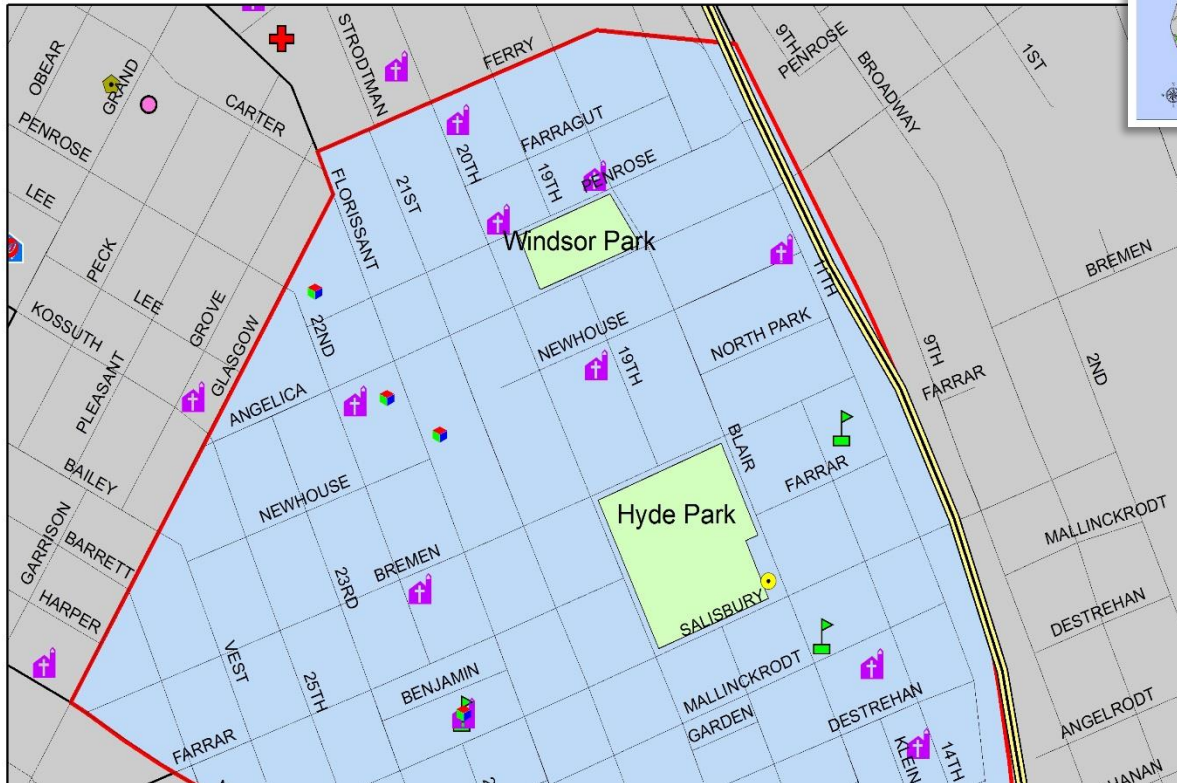 OBEAR
GRAND
STRODTMAN
FERRY
9TH
PENROSE
BROADWAY
1ST
CARTER
PENROSE
FARRAGUT
20TH
19TH
PENROSE
LEE
FLORISSANT
21ST
PECK
Windsor Park
11TH
BREMEN
LEE
GROVE
KOSSUTH
22ND
NEWHOUSE
19TH
NORTH PARK
9TH
2ND
GLASGOW
PLEASANT
ANGELICA
FARRAR
BLAIR
BAILEY
NEWHOUSE
FARRAR
Hyde Park
GARRISON
BARRETT
MALLINCKRODT
BREMEN
23RD
HARPER
SALISBURY
DESTREHAN
VEST
25TH
BENJAMIN
MALLINCKRODT
GARDEN
DESTREHAN
ANGELRODT
FARRAR
KLEIN
14TH